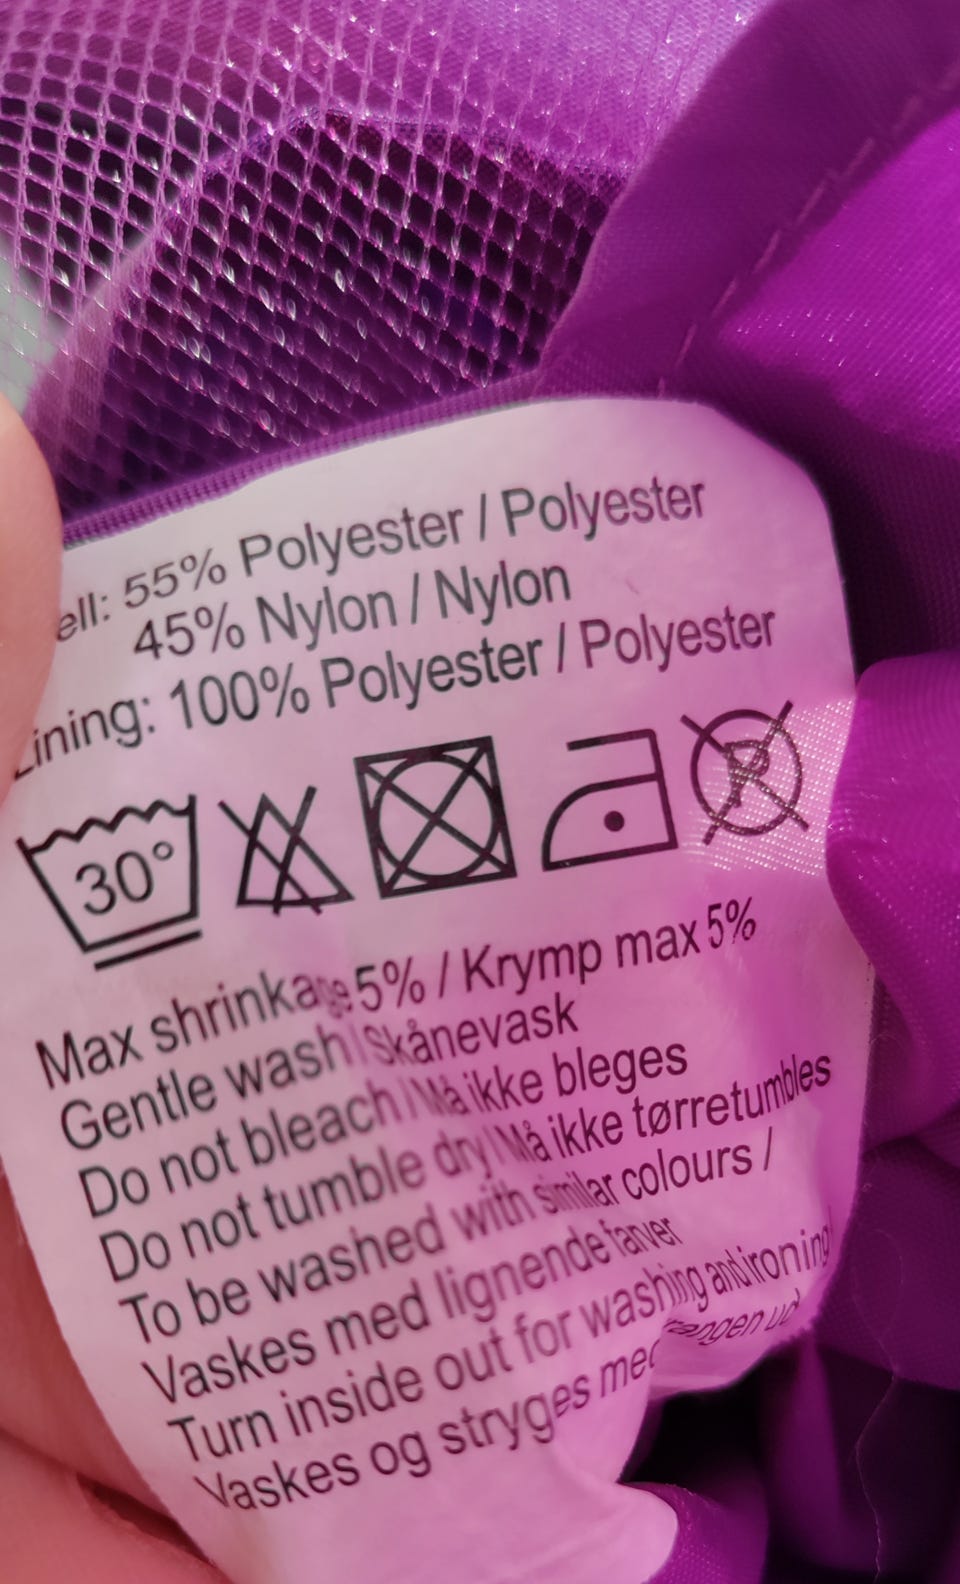 ell: 55% Polyester / Polyester
45% Nylon / Nylon
Lining: 100% Polyester / Polyester
30° P
Max shrinkage 5% / Krymp max 5%
Gentle wash / Skånevask
Do not bleach / Må ikke bleges
Do not tumble dry / Må ikke tørretumbles
To be washed with similar colours /
Vaskes med lignende farver
Turn inside out for washing and ironing/
Vaskes og stryges med vrangen ud